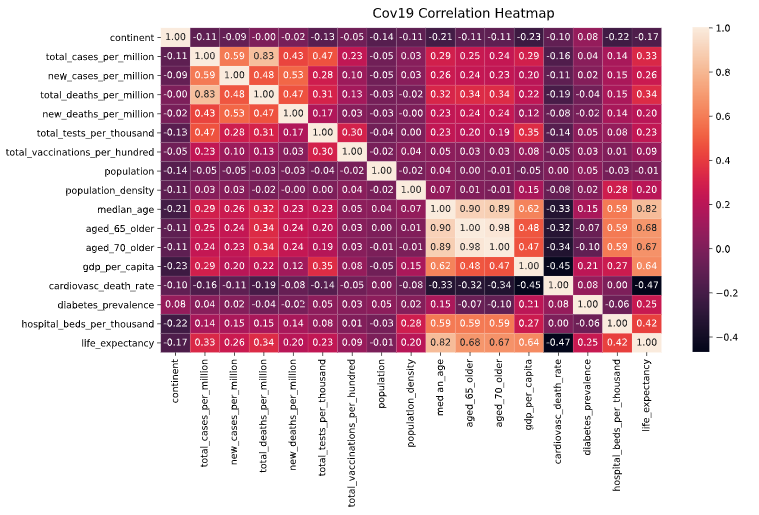 Cov19 Correlation Heatmap
continent 1.00 -0.11 -0.09 -0.00 -0.02 -0.13 -0.05 -0.14 -0.11 -0.21 -0.11 -0.11 -0.23 -0.10 0.08 -0.22 -0.17
total_cases_per_million -0.11 1.00 0.59 0.83 0.43 0.47 0.23 -0.05 0.03 0.29 0.25 0.24 0.29 -0.16 0.04 0.14 0.33
new_cases_per_million -0.09 0.59 1.00 0.48 0.53 0.28 0.10 -0.05 0.03 0.26 0.24 0.23 0.20 -0.11 0.02 0.15 0.26
total_deaths_per_million -0.00 0.83 0.48 1.00 0.47 0.31 0.13 -0.03 -0.02 0.32 0.34 0.34 0.22 -0.19 -0.04 0.15 0.34
new_deaths_per_million -0.02 0.43 0.53 0.47 1.00 0.17 0.03 -0.03 -0.00 0.23 0.24 0.24 0.12 -0.08 -0.02 0.14 0.20
total_tests_per_thousand -0.13 0.47 0.28 0.31 0.17 1.00 0.30 -0.04 0.00 0.23 0.20 0.19 0.35 -0.14 0.05 0.08 0.23
total_vaccinations_per_hundred -0.05 0.23 0.10 0.13 0.03 0.30 1.00 -0.02 0.04 0.05 0.03 0.03 0.08 -0.05 0.03 0.01 0.09
population -0.14 -0.05 -0.05 -0.03 -0.03 -0.04 -0.02 1.00 -0.02 0.04 0.00 -0.01 -0.05 0.00 0.05 -0.03 -0.01
population_density -0.11 0.03 0.03 -0.02 -0.00 0.00 0.04 -0.02 1.00 0.07 0.01 -0.01 0.15 -0.08 0.02 0.28 0.20
median_age -0.21 0.29 0.26 0.32 0.23 0.23 0.05 0.04 0.07 1.00 0.90 0.89 0.62 -0.33 0.15 0.59 0.82
aged_65_older -0.11 0.25 0.24 0.34 0.24 0.20 0.03 0.00 0.01 0.90 1.00 0.98 0.48 -0.32 -0.07 0.59 0.68
aged_70_older -0.11 0.24 0.23 0.34 0.24 0.19 0.03 -0.01 -0.01 0.89 0.98 1.00 0.47 -0.34 -0.10 0.59 0.67
gdp_per_capita -0.23 0.29 0.20 0.22 0.12 0.35 0.08 -0.05 0.15 0.62 0.48 0.47 1.00 -0.45 0.21 0.27 0.64
cardiovasc_death_rate -0.10 -0.16 -0.11 -0.19 -0.08 -0.14 -0.05 0.00 -0.08 -0.33 -0.32 -0.34 -0.45 1.00 0.08 0.00 -0.47
diabetes_prevalence 0.08 0.04 -0.02 -0.04 -0.02 0.05 0.03 0.05 0.02 0.15 -0.07 -0.10 0.21 0.08 1.00 -0.06 0.25
hospital_beds_per_thousand -0.22 0.14 0.15 0.15 0.14 0.08 0.01 -0.03 0.28 0.59 0.59 0.59 0.27 0.00 -0.06 1.00 0.42
life_expectancy -0.17 0.33 0.26 0.34 0.20 0.23 0.09 -0.01 0.20 0.82 0.68 0.67 0.64 -0.47 0.25 0.42 1.00
continent
total_cases_per_million
new_cases_per_million
total_deaths_per_million
new_deaths_per_million
total_tests_per_thousand
total_vaccinations_per_hundred
population
population_density
median_age
aged_65_older
aged_70_older
gdp_per_capita
cardiovasc_death_rate
diabetes_prevalence
hospital_beds_per_thousand
life_expectancy
1.0
0.8
0.6
0.4
0.2
0.0
−0.2
−0.4